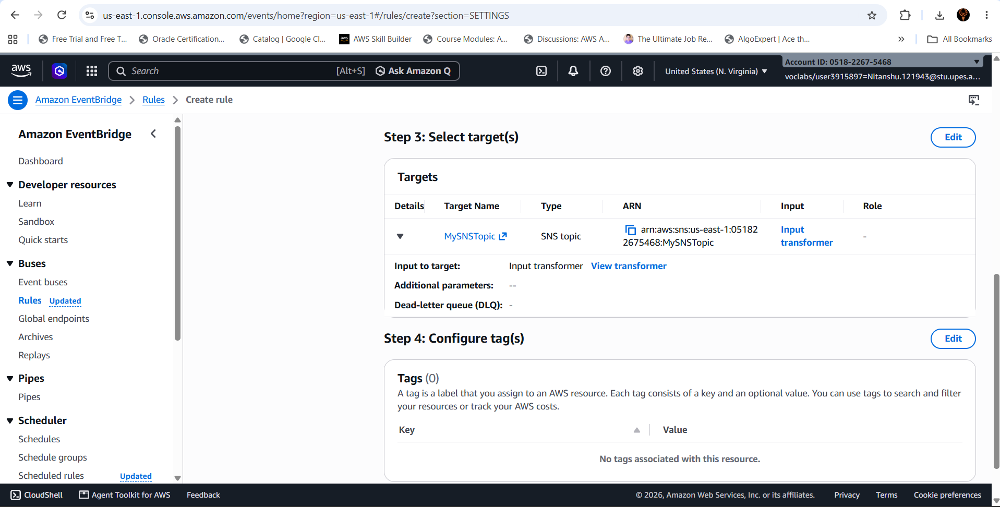 us-east-1.console.aws.amazon.com/events/home?region=us-east-1#/rules/create?section=SETTINGS
Free Trial and Free T... Oracle Certification... Catalog | Google Cl... aws AWS Skill Builder Course Modules: A... Discussions: AWS A... The Ultimate Job Re... AlgoExpert | Ace th... » All Bookmarks
aws Search [Alt+S] Ask Amazon Q United States (N. Virginia) Account ID: 0518-2267-5468
voclabs/user3915897=Nitanshu.121943@stu.upes.a...
Amazon EventBridge Rules Create rule
Amazon EventBridge
Dashboard
Developer resources
Learn
Sandbox
Quick starts
Buses
Event buses
Rules Updated
Global endpoints
Archives
Replays
Pipes
Pipes
Scheduler
Schedules
Schedule groups
Scheduled rules Updated
Step 3: Select target(s) Edit
Targets
Details Target Name Type ARN Input Role
MySNSTopic SNS topic arn:aws:sns:us-east-1:05182
2675468:MySNSTopic Input
transformer -
Input to target: Input transformer View transformer
Additional parameters: --
Dead-letter queue (DLQ): -
Step 4: Configure tag(s) Edit
Tags (0)
A tag is a label that you assign to an AWS resource. Each tag consists of a key and an optional value. You can use tags to search and filter
your resources or track your AWS costs.
Key Value
No tags associated with this resource.
CloudShell Agent Toolkit for AWS Feedback © 2026, Amazon Web Services, Inc. or its affiliates. Privacy Terms Cookie preferences